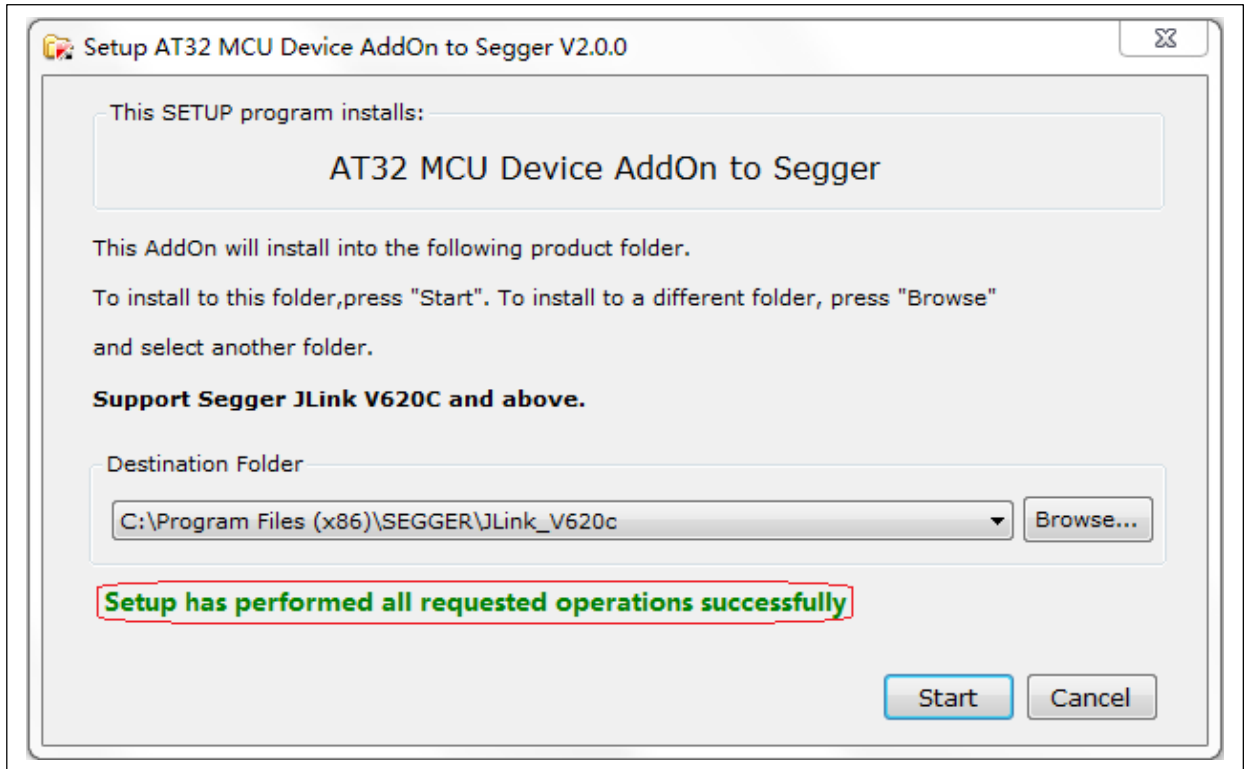 Setup AT32 MCU Device AddOn to Segger V2.0.0
This SETUP program installs:
AT32 MCU Device AddOn to Segger
This AddOn will install into the following product folder.
To install to this folder,press "Start". To install to a different folder, press "Browse"
and select another folder.
Support Segger JLink V620C and above.
Destination Folder
C:\Program Files (x86)\SEGGER\JLink_V620c
Browse...
Setup has performed all requested operations successfully
Start
Cancel